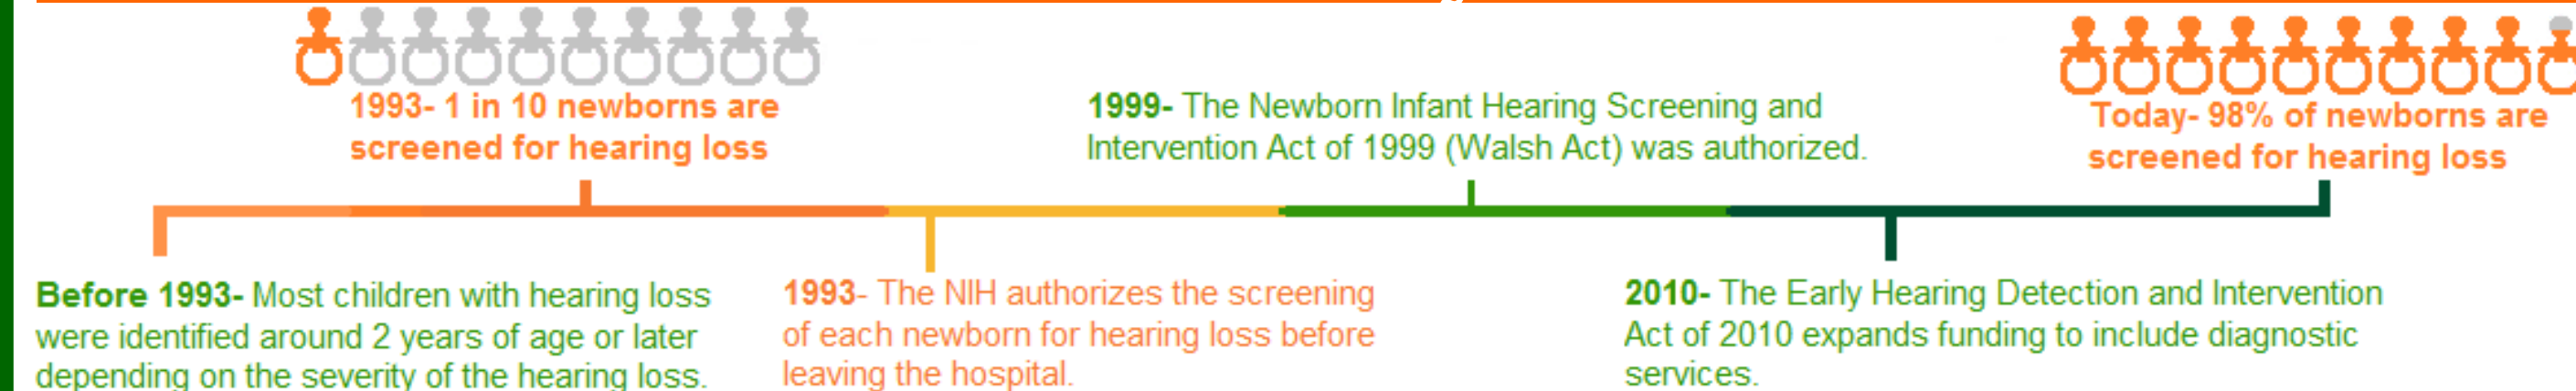 1993- 1 in 10 newborns are
screened for hearing loss
1999- The Newborn Infant Hearing Screening and
Intervention Act of 1999 (Walsh Act) was authorized.
Today- 98% of newborns are
screened for hearing loss
Before 1993- Most children with hearing loss
were identified around 2 years of age or later
depending on the severity of the hearing loss.
1993- The NIH authorizes the screening
of each newborn for hearing loss before
leaving the hospital.
2010- The Early Hearing Detection and Intervention
Act of 2010 expands funding to include diagnostic
services.